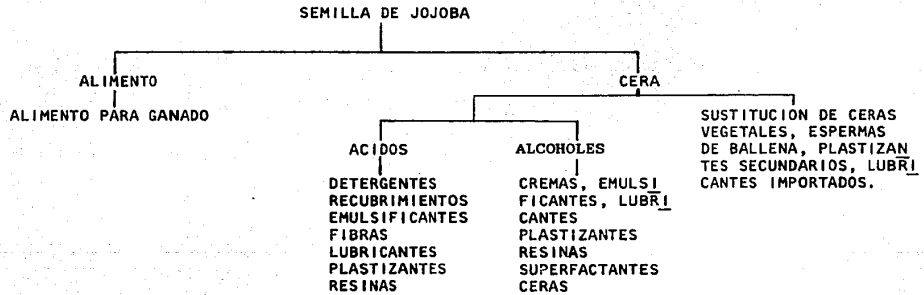 SEMILLA DE JOJOBA
ALIMENTO
ALIMENTO PARA GANADO
CERA
ACIDOS
DETERGENTES
RECUBRIMIENTOS
EMULSIFICANTES
FIBRAS
LUBRICANTES
PLASTIZANTES
RESINAS
ALCOHOLES
CREMAS, EMULSI
FICANTES, LUBRI
CANTES
PLASTIZANTES
RESINAS
SUPERFACTANTES
CERAS
SUSTITUCION DE CERAS
VEGETALES, ESPERMAS
DE BALLENA, PLASTIZAN
TES SECUNDARIOS, LUBRI
CANTES IMPORTADOS.